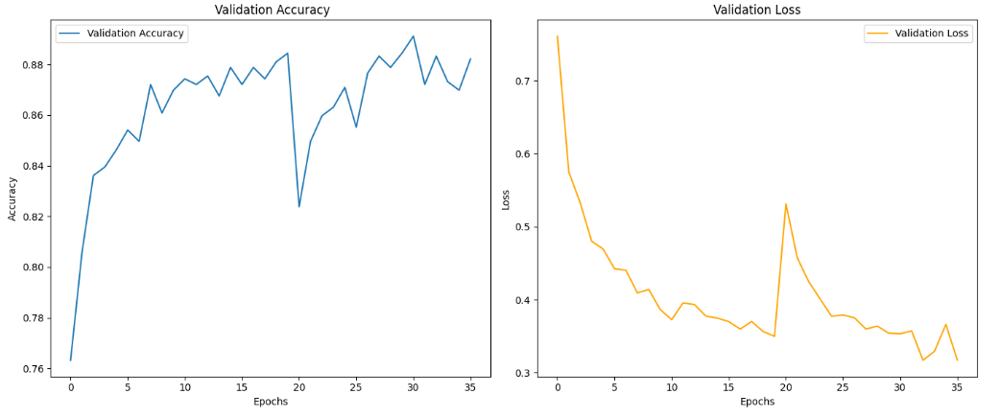 Validation Accuracy
Validation Accuracy
0.88
0.86
0.84
0.82
0.80
0.78
0.76
Accuracy
0 5 10 15 20 25 30 35
Epochs
Validation Loss
Validation Loss
0.7
0.6
0.5
0.4
0.3
Loss
0 5 10 15 20 25 30 35
Epochs